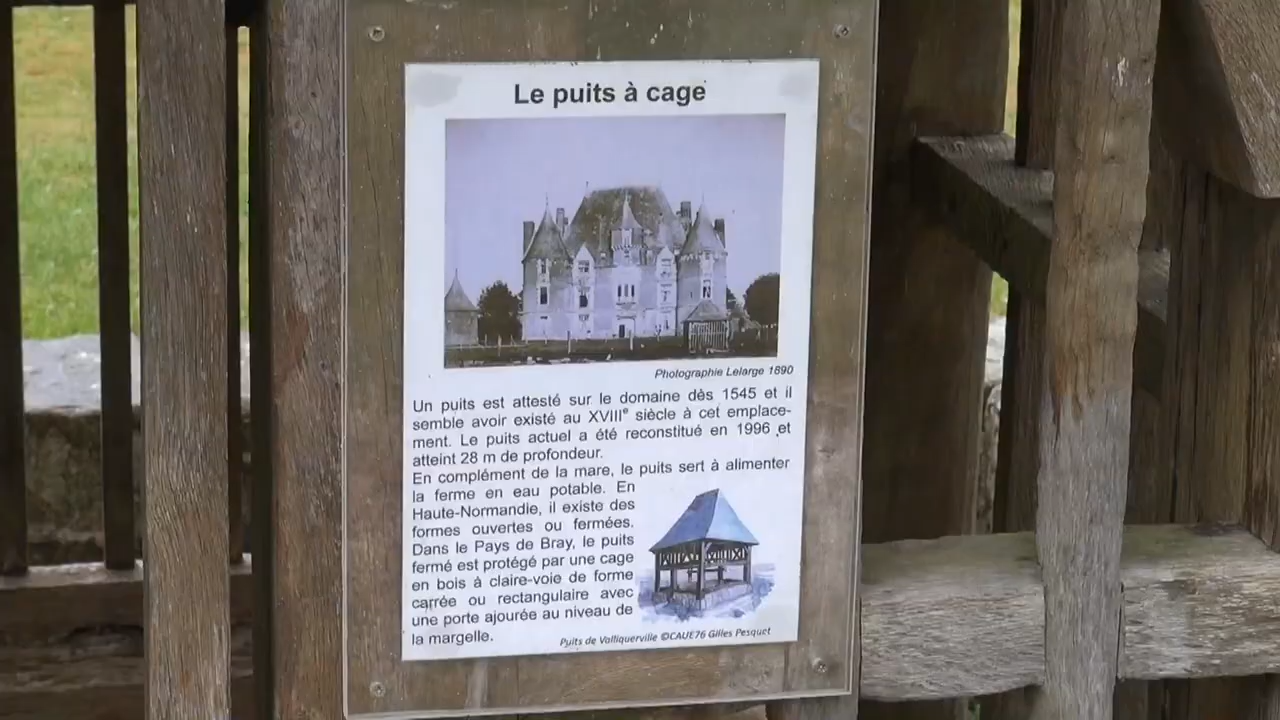 Le puits à cage
Photographie Lelarge 1890
Un puits est attesté sur le domaine dès 1545 et il
semble avoir existé au XVIIIe siècle à cet emplace-
ment. Le puits actuel a été reconstitué en 1996 et
atteint 28 m de profondeur.
En complément de la mare, le puits sert à alimenter
la ferme en eau potable. En
Haute-Normandie, il existe des
formes ouvertes ou fermées.
Dans le Pays de Bray, le puits
fermé est protégé par une cage
en bois à claire-voie de forme
carrée ou rectangulaire avec
une porte ajourée au niveau de
la margelle.
Puits de Valliquerville ©CAUE76 Gilles Pesquet